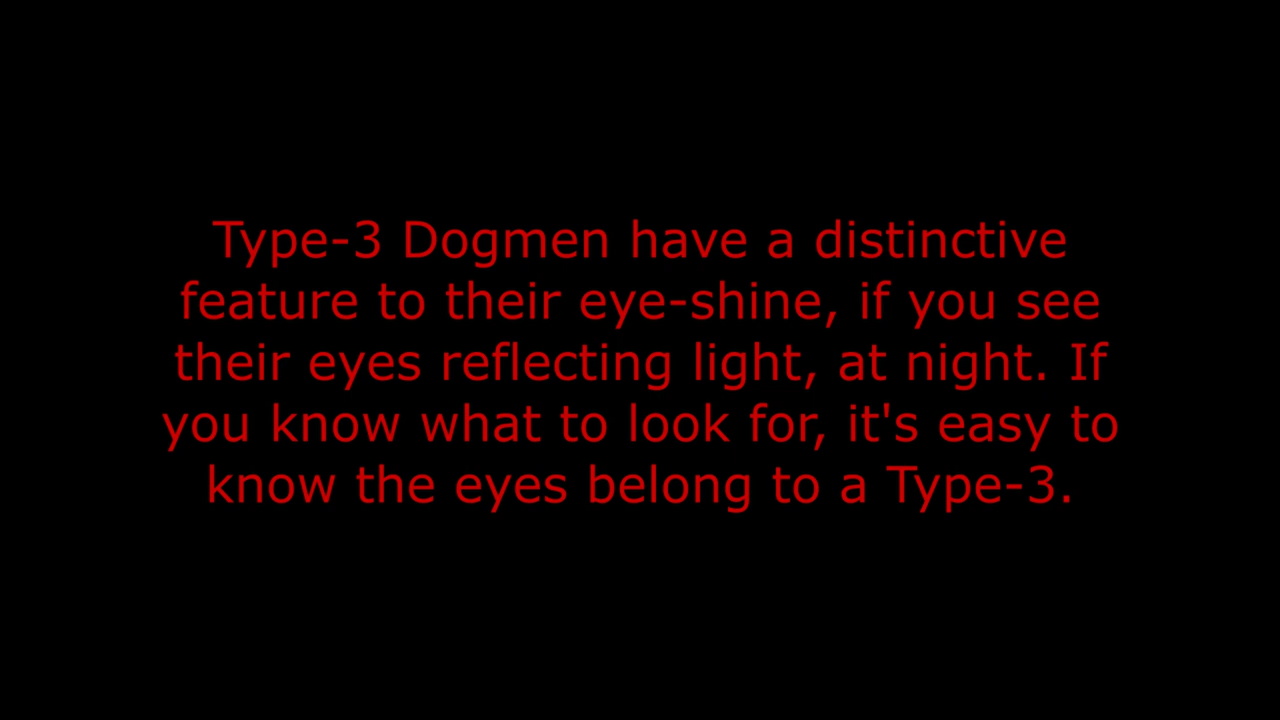 Type-3 Dogmen have a distinctive
feature to their eye-shine, if you see
their eyes reflecting light, at night. If
you know what to look for, it's easy to
know the eyes belong to a Type-3.